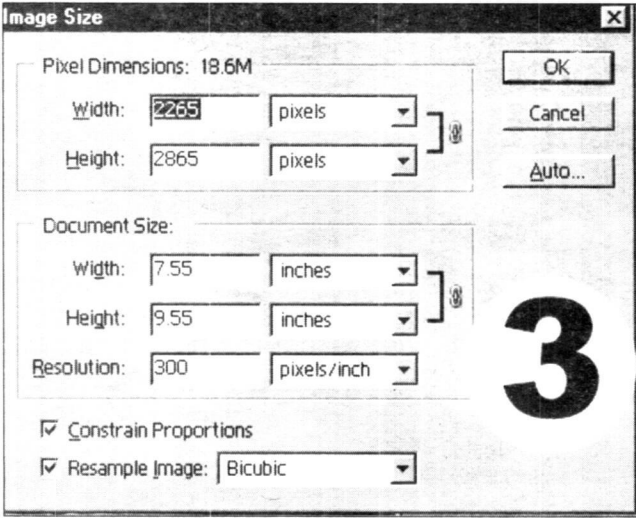 Image Size
Pixel Dimensions: 18.6M
OK
Width: 2265 pixels
Cancel
Height: 2865 pixels
Auto...
Document Size:
Width: 7.55 inches
Height: 9.55 inches
Resolution: 300 pixels/inch
3
Constrain Proportions
Resample Image: Bicubic